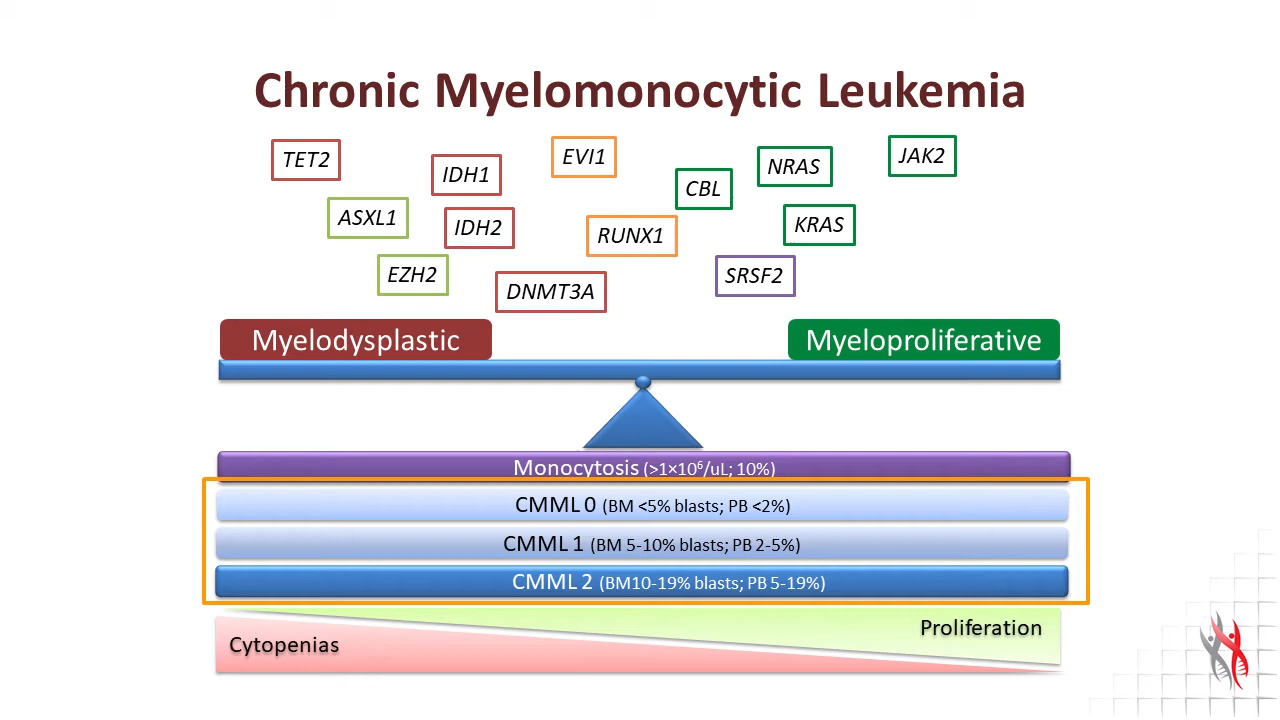 Chronic Myelomonocytic Leukemia
TET2
IDH1
EVI1
CBL
NRAS
JAK2
ASXL1
IDH2
RUNX1
KRAS
EZH2
DNMT3A
SRSF2
Myelodysplastic
Myeloproliferative
Monocytosis (>1×10⁶/uL; 10%)
CMML 0 (BM <5% blasts; PB <2%)
CMML 1 (BM 5-10% blasts; PB 2-5%)
CMML 2 (BM10-19% blasts; PB 5-19%)
Proliferation
Cytopenias